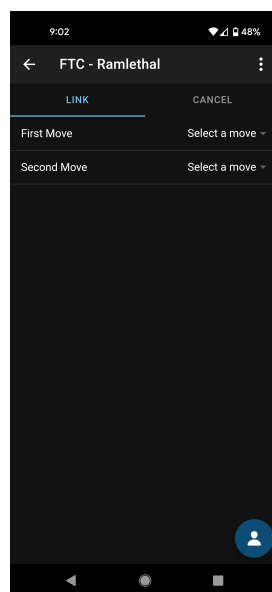 9:02
48%
FTC - Ramlethal
LINK
CANCEL
First Move
Select a move
Second Move
Select a move